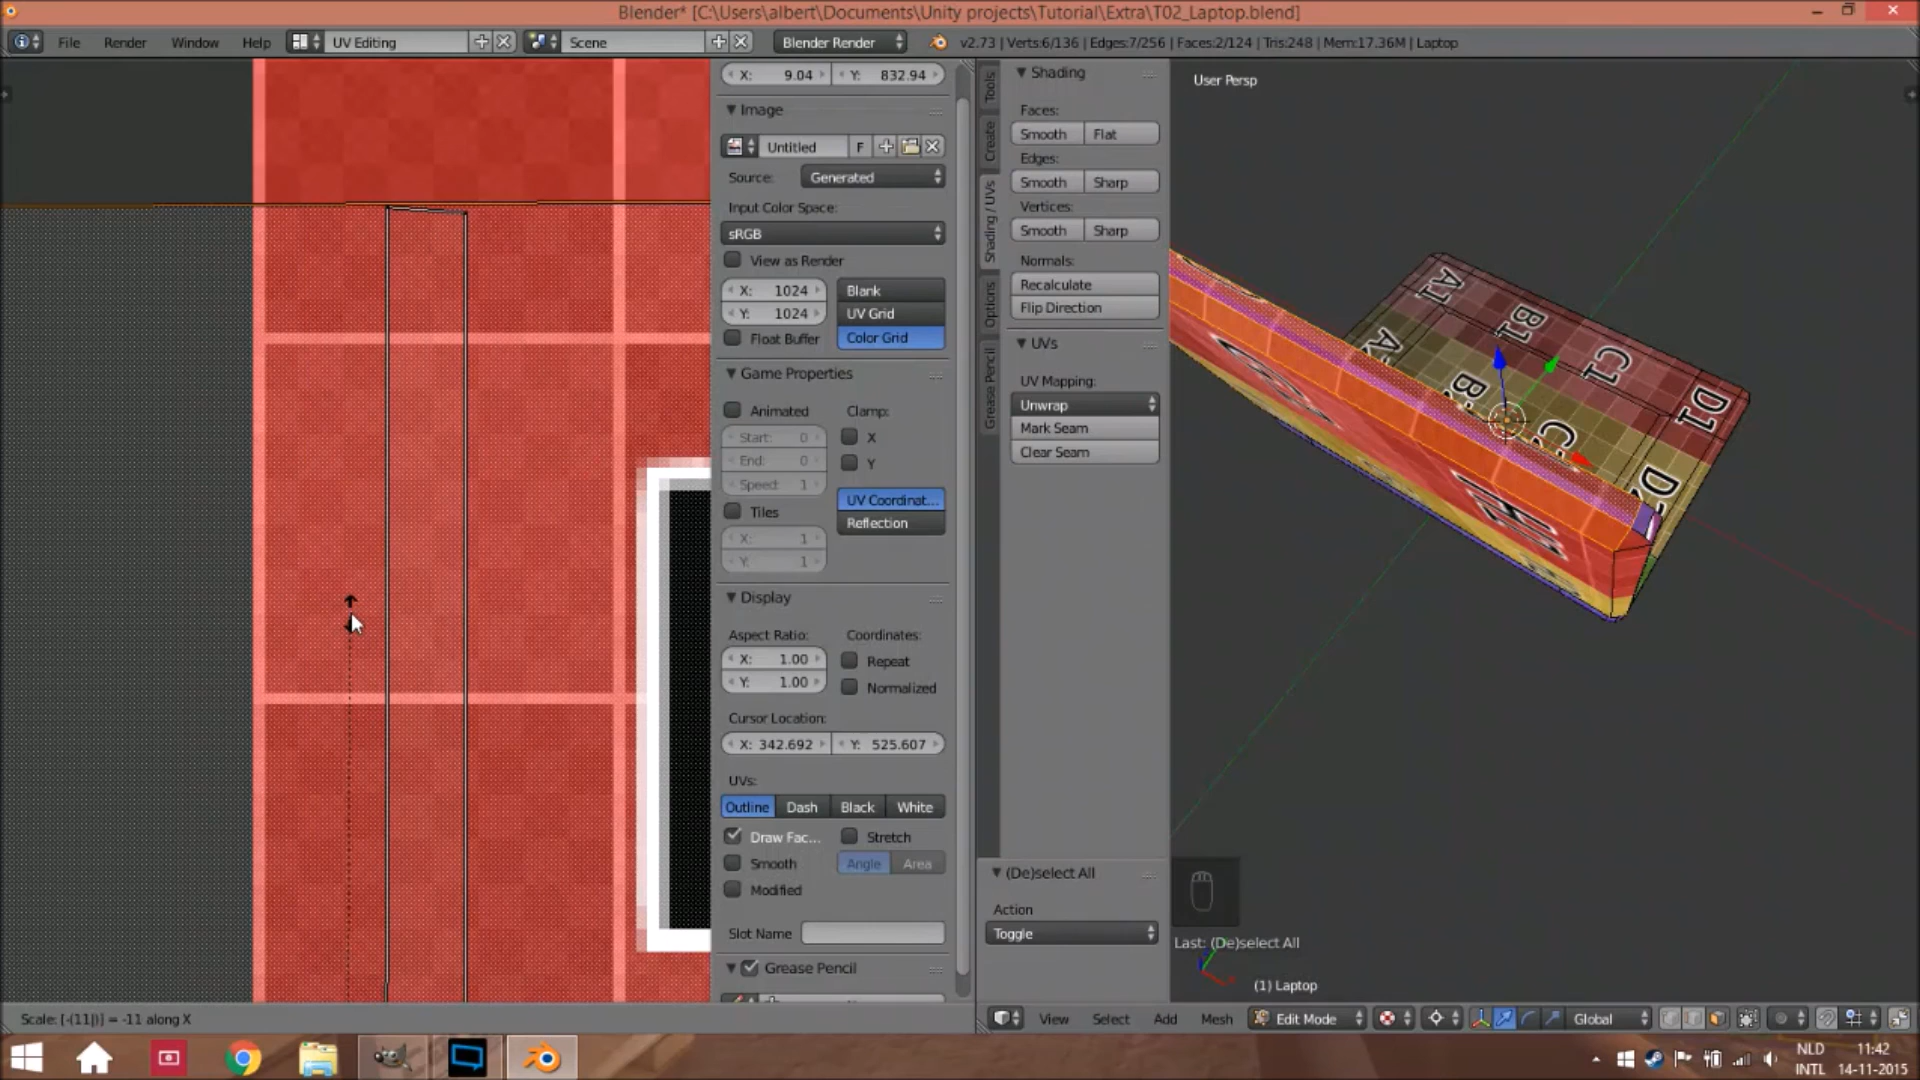 Blender* [C:\Users\albert\Documents\Unity projects\Tutorial\Extra\T02_Laptop.blend]
File Render Window Help UV Editing Scene Blender Render v2.73 | Verts:6/136 | Edges:7/256 | Faces:2/124 | Tris:248 | Mem:17.36M | Laptop
X: 9.04 Y: 832.94
Image
Untitled F
Source: Generated
Input Color Space:
sRGB
View as Render
X: 1024 Blank
Y: 1024 UV Grid
Float Buffer Color Grid
Game Properties
Animated Clamp:
Start: 0 X
End: 0 Y
Speed: 1
UV Coordinat...
Tiles Reflection
X: 1
Y: 1
Display
Aspect Ratio: Coordinates:
X: 1.00 Repeat
Y: 1.00 Normalized
Cursor Location:
X: 342.692 Y: 525.607
UVs:
Outline Dash Black White
Draw Fac... Stretch
Smooth Angle Area
Modified
Slot Name
Grease Pencil
Scale: [-(11|)] = -11 along X
Tools
Create
Shading / UVs
Options
Grease Pencil
Shading
Faces:
Smooth Flat
Edges:
Smooth Sharp
Vertices:
Smooth Sharp
Normals:
Recalculate
Flip Direction
UVs
UV Mapping:
Unwrap
Mark Seam
Clear Seam
(De)select All
Action
Toggle
User Persp
A1
B1
C1
D1
Last: (De)select All
(1) Laptop
View Select Add Mesh Edit Mode Global
NLD 11:42
INTL 14-11-2015